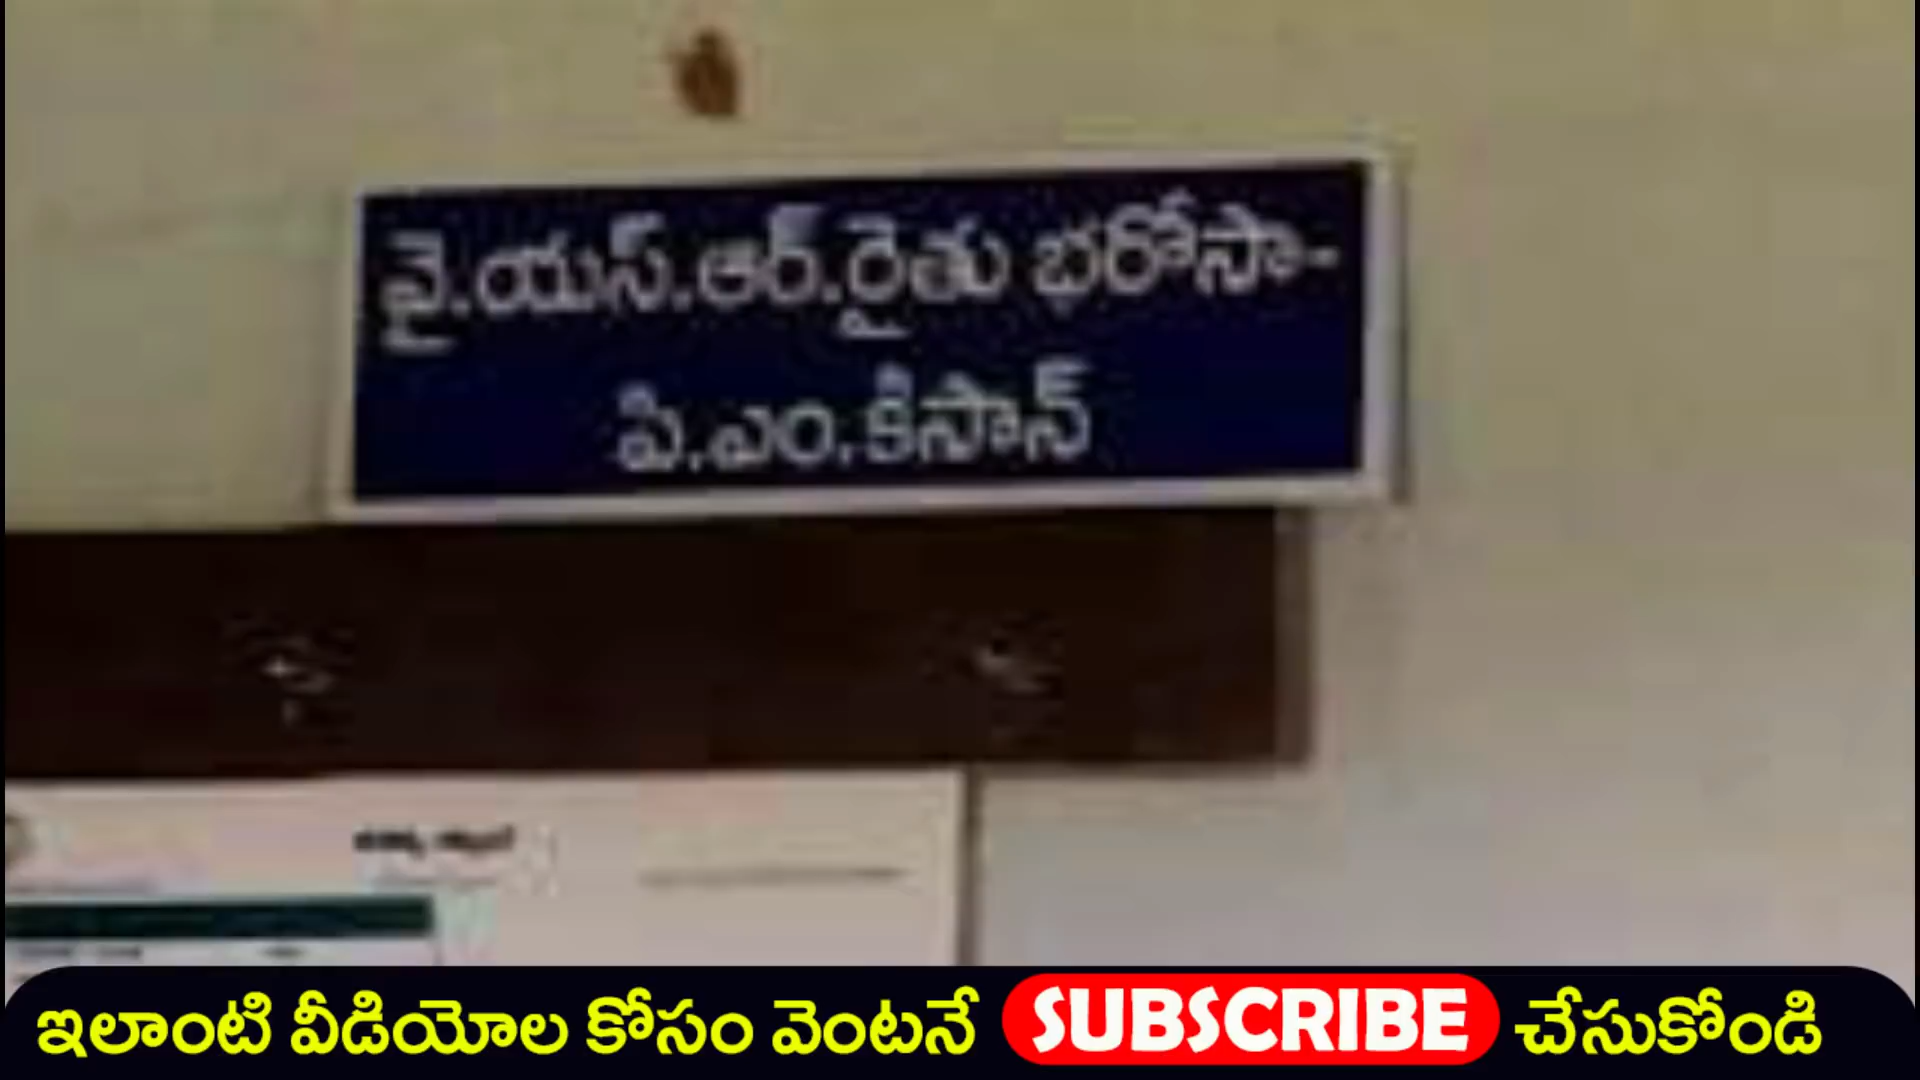 వై.యస్.ఆర్.రైతు భరోసా-
పి.ఎం.కిసాన్
ఇలాంటి వీడియోల కోసం వెంటనే SUBSCRIBE చేసుకోండి